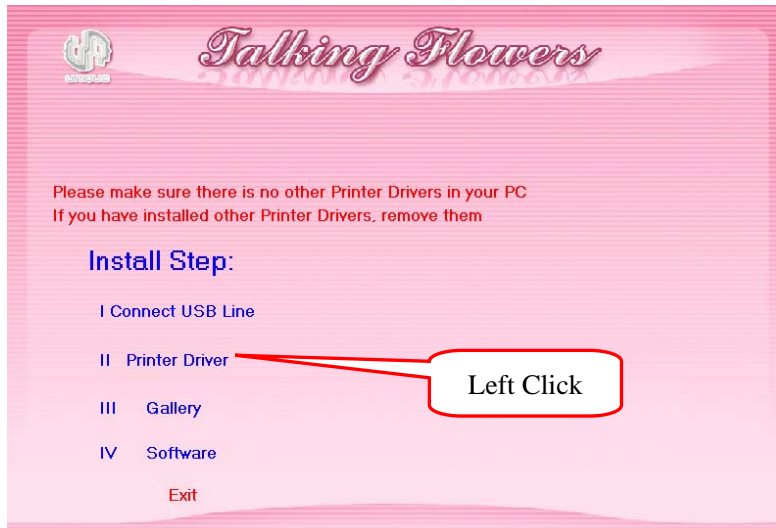 Talking Flowers
UNIQUE
Please make sure there is no other Printer Drivers in your PC
If you have installed other Printer Drivers, remove them
Install Step:
I Connect USB Line
II Printer Driver
Left Click
III Gallery
IV Software
Exit